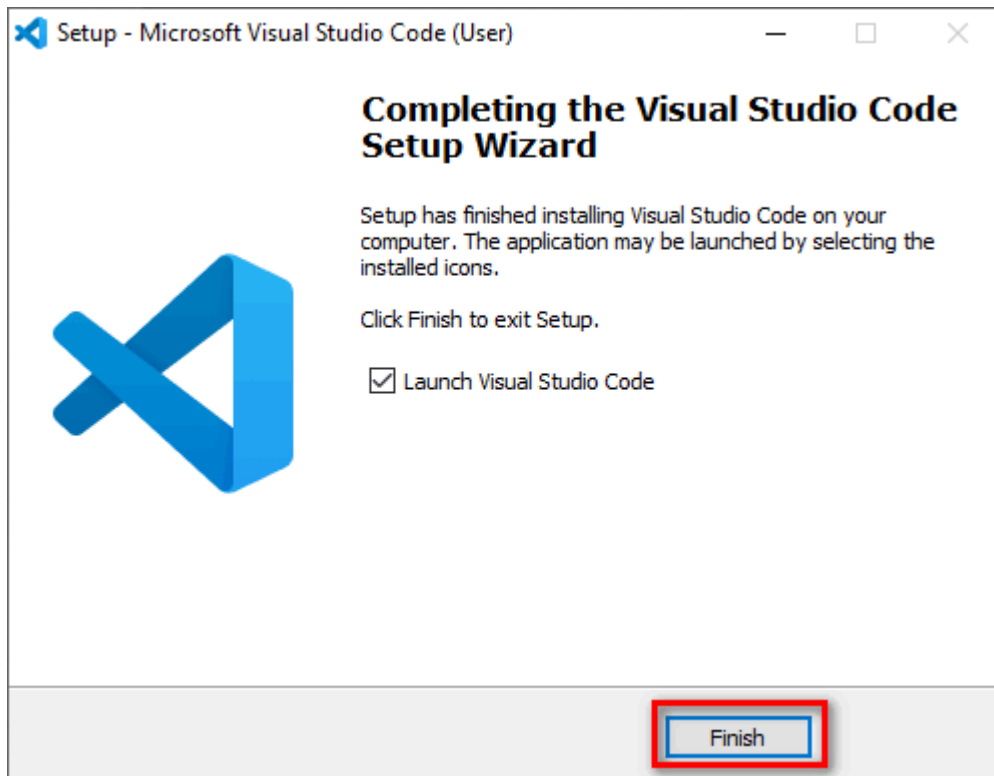 Setup - Microsoft Visual Studio Code (User)
Completing the Visual Studio Code
Setup Wizard
Setup has finished installing Visual Studio Code on your
computer. The application may be launched by selecting the
installed icons.
Click Finish to exit Setup.
Launch Visual Studio Code
Finish